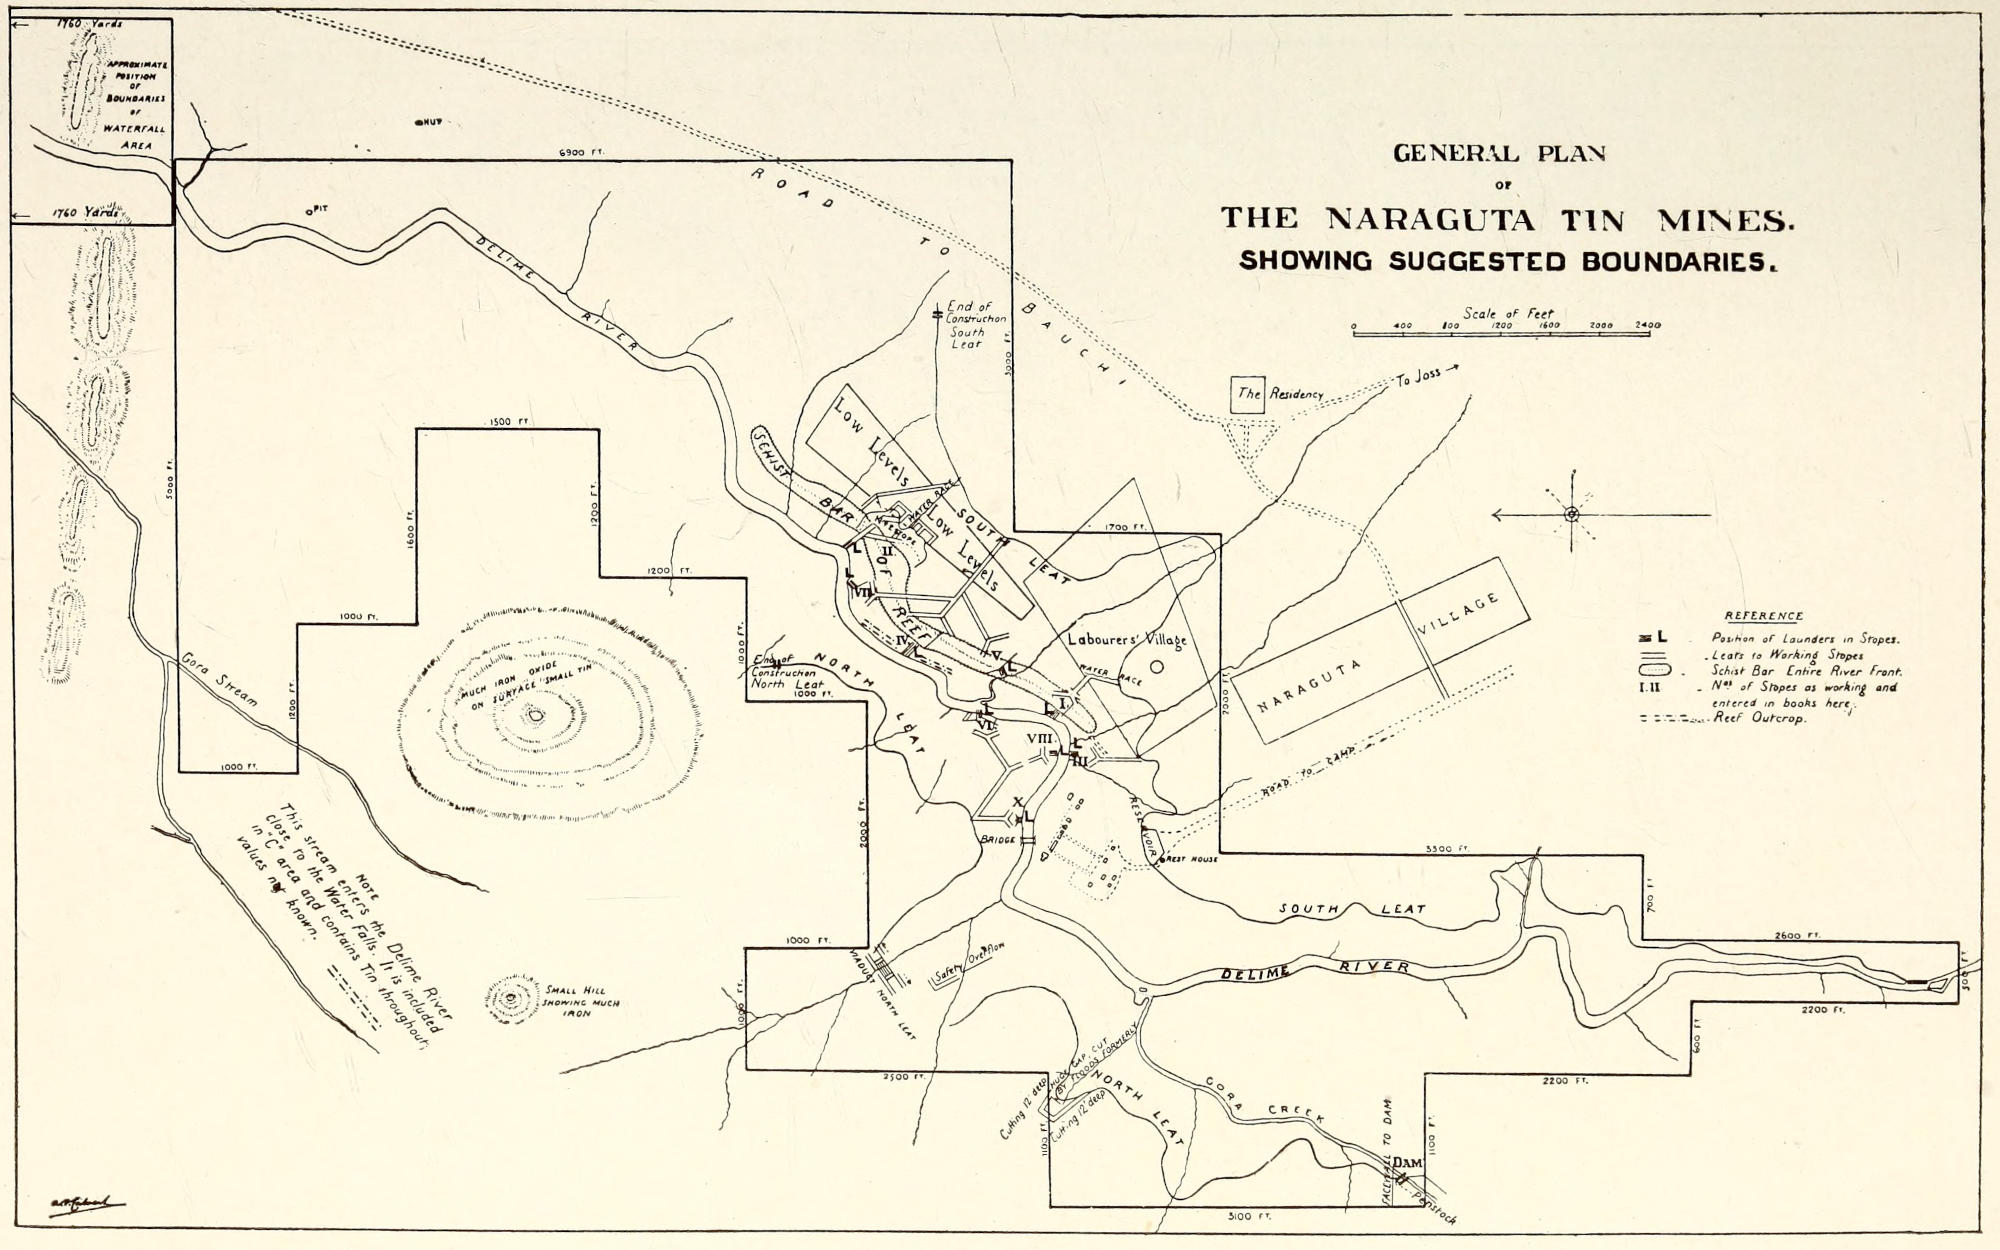 GENERAL PLAN
OF
THE NARAGUTA TIN MINES.
SHOWING SUGGESTED BOUNDARIES.
Scale of Feet
0 400 800 1200 1600 2000 2400
1760 Yards
APPROXIMATE
POSITION
OF
BOUNDARIES
OF
WATERFALL
AREA
1760 Yards
HUT
6900 FT.
PIT
ROAD TO BAUCHI
DELIME RIVER
End of
Construction
South
Leat
3000 FT.
The Residency
To Joss
5000 FT.
1500 FT.
1600 FT.
1200 FT.
1200 FT.
1000 FT.
1200 FT.
1000 FT.
1000 FT.
Low Levels
SCHIST BAR OF REEF
WATER RACE
Low Levels
SOUTH LEAT
1700 FT.
II
VII
IV
V
I
VI
VIII
III
X
L
L
L
L
L
L
L
L
L
Labourers' Village
WATER RACE
2000 FT.
NARAGUTA VILLAGE
ROAD TO CAMP
REFERENCE
L . Position of Launders in Stopes.
. Leats to Working Stopes
. Schist Bar Entire River Front.
I.II . Nos of Stopes as working and
entered in books here.
Reef Outcrop.
Gora Stream
MUCH IRON OXIDE
ON SURFACE SMALL TIN
End of
Construction
North Leat
1000 FT.
NORTH LEAT
2000 FT.
BRIDGE
RESERVOIR
REST HOUSE
3300 FT.
700 FT
2600 FT.
500 FT
2200 FT.
600 FT
2200 FT.
SOUTH LEAT
DELIME RIVER
NOTE
This stream enters the Delime River
close to the Water Falls. It is included
in "C" area and contains Tin throughout,
values not known.
SMALL HILL
SHOWING MUCH
IRON
1000 FT.
1000 FT.
VIADUCT NORTH LEAT
Safety Overflow
2500 FT.
HUGE GAP CUT
BY FLOODS FORMERLY
Cutting 12' deep
Cutting 12' deep
NORTH LEAT
GORA CREEK
1100 FT.
3100 FT.
1100 FT.
TO DAM
DAM
Penstock